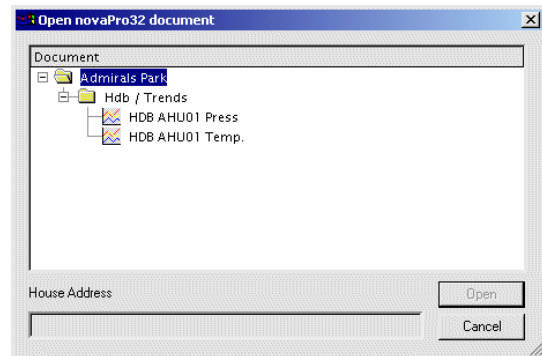 Open novaPro32 document
Document
Admirals Park
Hdb / Trends
HDB AHU01 Press
HDB AHU01 Temp.
House Address
Open
Cancel